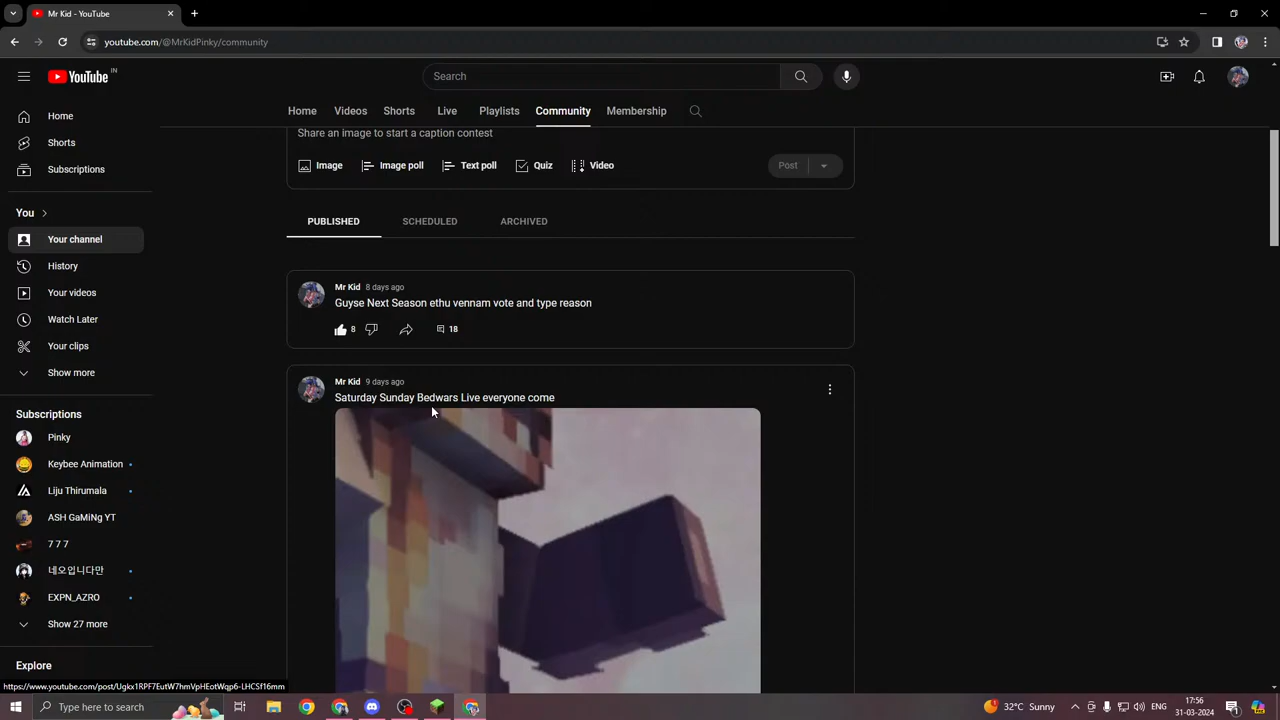 Mr Kid - YouTube
youtube.com/@MrKidPinky/community
YouTube IN
Search
Home Videos Shorts Live Playlists Community Membership
Share an image to start a caption contest
Image Image poll Text poll Quiz Video Post
PUBLISHED SCHEDULED ARCHIVED
Mr Kid 8 days ago
Guyse Next Season ethu vennam vote and type reason
8 18
Mr Kid 9 days ago
Saturday Sunday Bedwars Live everyone come
Home
Shorts
Subscriptions
You
Your channel
History
Your videos
Watch Later
Your clips
Show more
Subscriptions
Pinky
Keybee Animation
Liju Thirumala
ASH GaMiNg YT
7 7 7
네오입니다만
EXPN_AZRO
Show 27 more
Explore
https://www.youtube.com/post/Ugkx1RPF7EutW7hmVpHEotWqp6-LHCSf16mm
Type here to search
32°C Sunny
ENG
17:56
31-03-2024